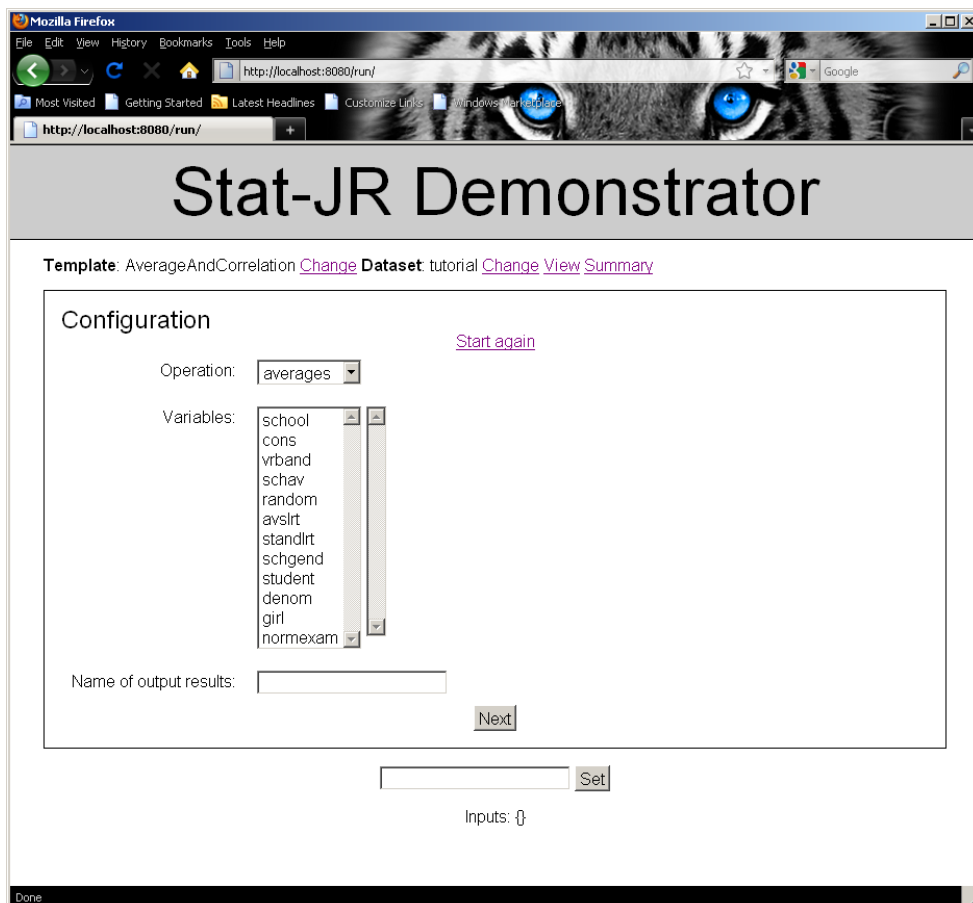 Mozilla Firefox
File Edit View History Bookmarks Tools Help
http://localhost:8080/run/
Google
Most Visited Getting Started Latest Headlines Customize Links Windows Marketplace
http://localhost:8080/run/ +
Stat-JR Demonstrator
Template: AverageAndCorrelation Change Dataset: tutorial Change View Summary
Configuration
Start again
Operation: averages
Variables:
school
cons
vrband
schav
random
avslrt
standlrt
schgend
student
denom
girl
normexam
Name of output results:
Next
Set
Inputs: {}
Done